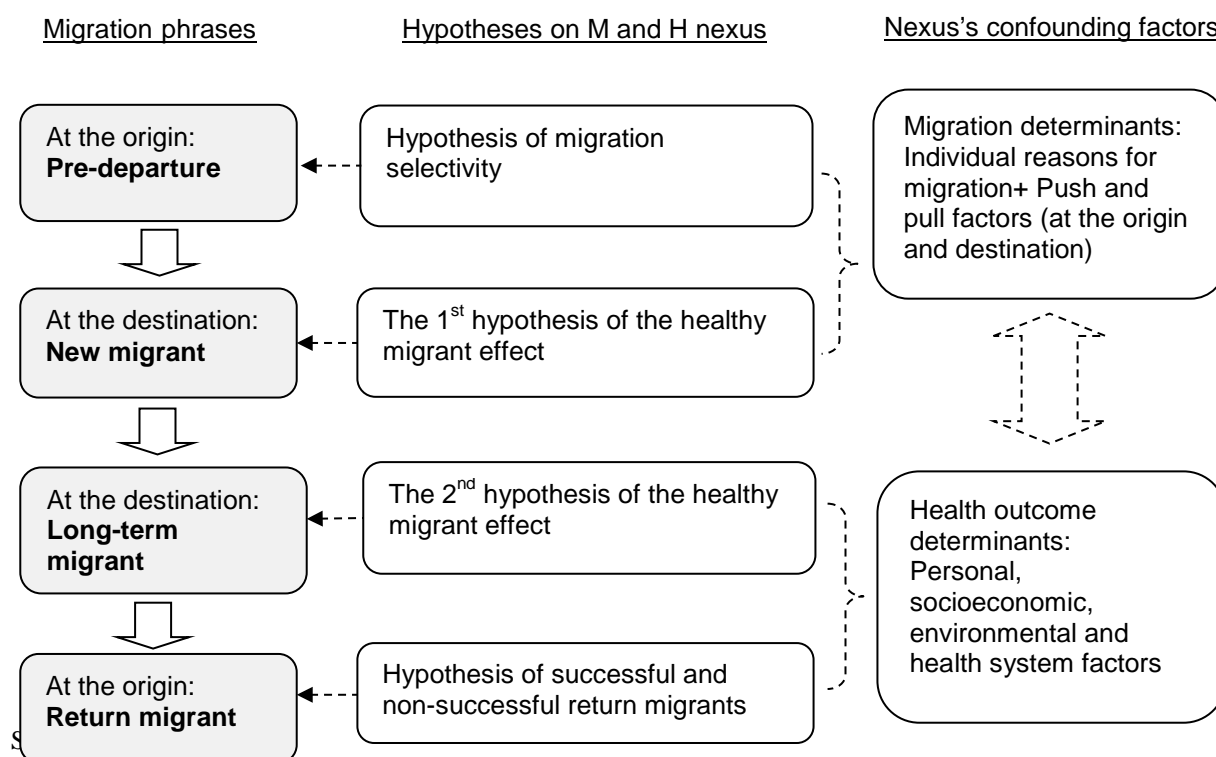 Migration phrases
Hypotheses on M and H nexus
Nexus's confounding factors
At the origin:
Pre-departure
Hypothesis of migration
selectivity
Migration determinants:
Individual reasons for
migration+ Push and
pull factors (at the origin
and destination)
At the destination:
New migrant
The 1st hypothesis of the healthy
migrant effect
At the destination:
Long-term
migrant
The 2nd hypothesis of the healthy
migrant effect
Health outcome
determinants:
Personal,
socioeconomic,
environmental and
health system factors
At the origin:
Return migrant
Hypothesis of successful and
non-successful return migrants